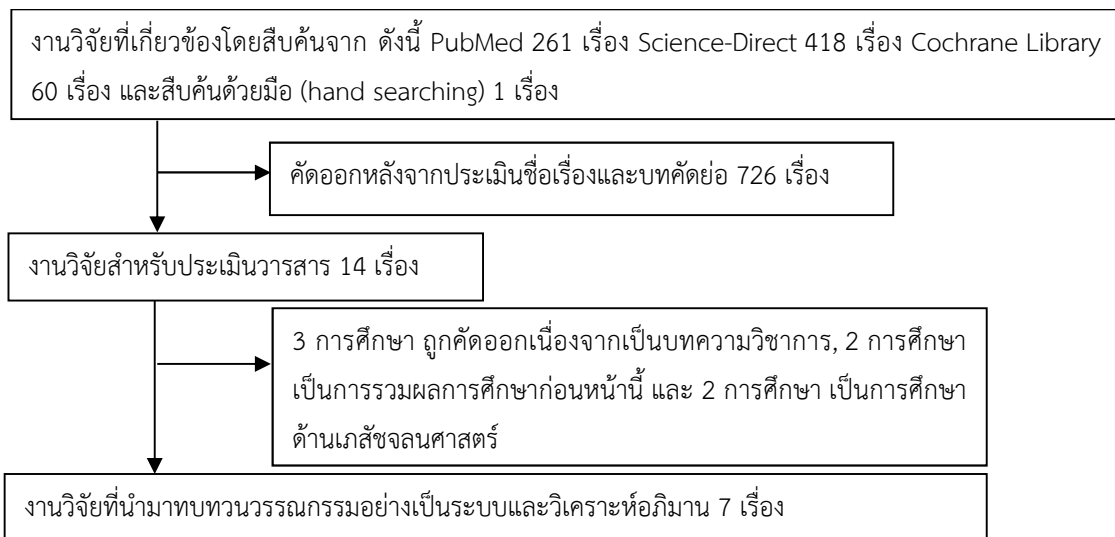 งานวิจัยที่เกี่ยวข้องโดยสืบค้นจาก ดังนี้ PubMed 261 เรื่อง Science-Direct 418 เรื่อง Cochrane Library
60 เรื่อง และสืบค้นด้วยมือ (hand searching) 1 เรื่อง
คัดออกหลังจากประเมินชื่อเรื่องและบทคัดย่อ 726 เรื่อง
งานวิจัยสำหรับประเมินวารสาร 14 เรื่อง
3 การศึกษา ถูกคัดออกเนื่องจากเป็นบทความวิชาการ, 2 การศึกษา
เป็นการรวมผลการศึกษาก่อนหน้านี้ และ 2 การศึกษา เป็นการศึกษา
ด้านเภสัชจลนศาสตร์
งานวิจัยที่นำมาทบทวนวรรณกรรมอย่างเป็นระบบและวิเคราะห์อภิมาน 7 เรื่อง